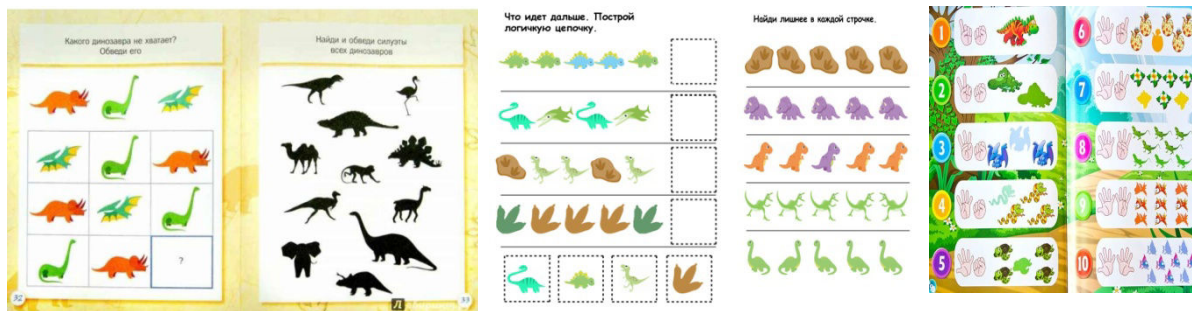 Какого динозавра не хватает?
Обведи его
?
32
Найди и обведи силуэты
всех динозавров
33
Что идет дальше. Построй
логичкую цепочку.
Найди лишнее в каждой строчке.
1
2
3
4
5
6
7
8
9
10